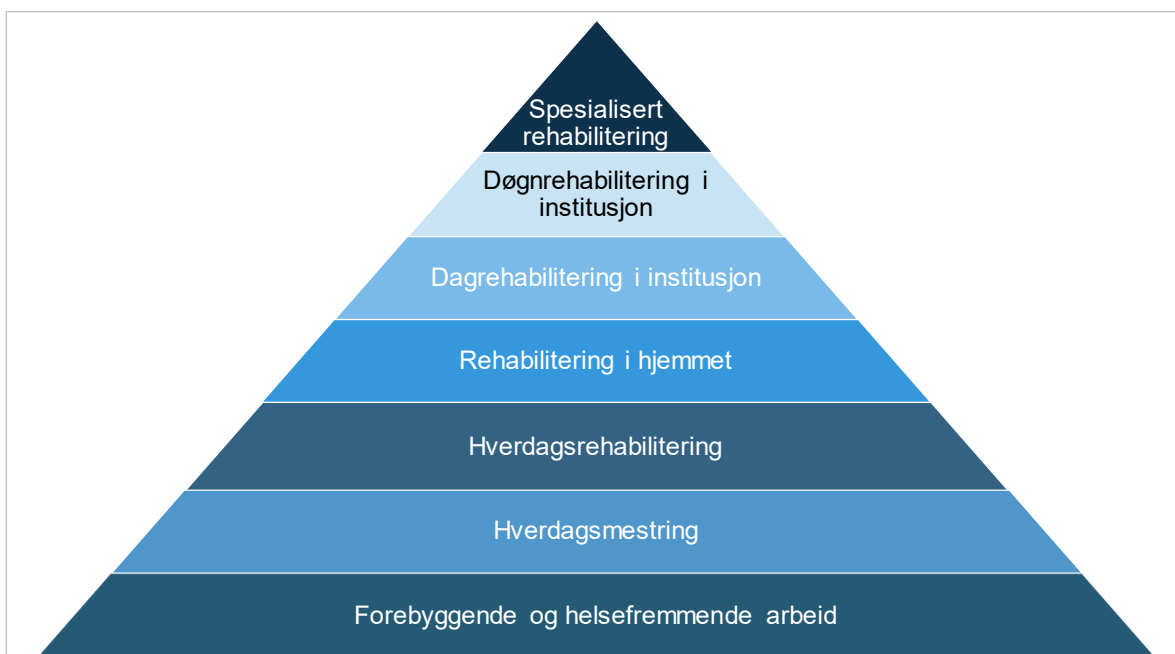 Spesialisert
rehabilitering
Døgnrehabilitering i
institusjon
Dagrehabilitering i institusjon
Rehabilitering i hjemmet
Hverdagsrehabilitering
Hverdagsmestring
Forebyggende og helsefremmende arbeid